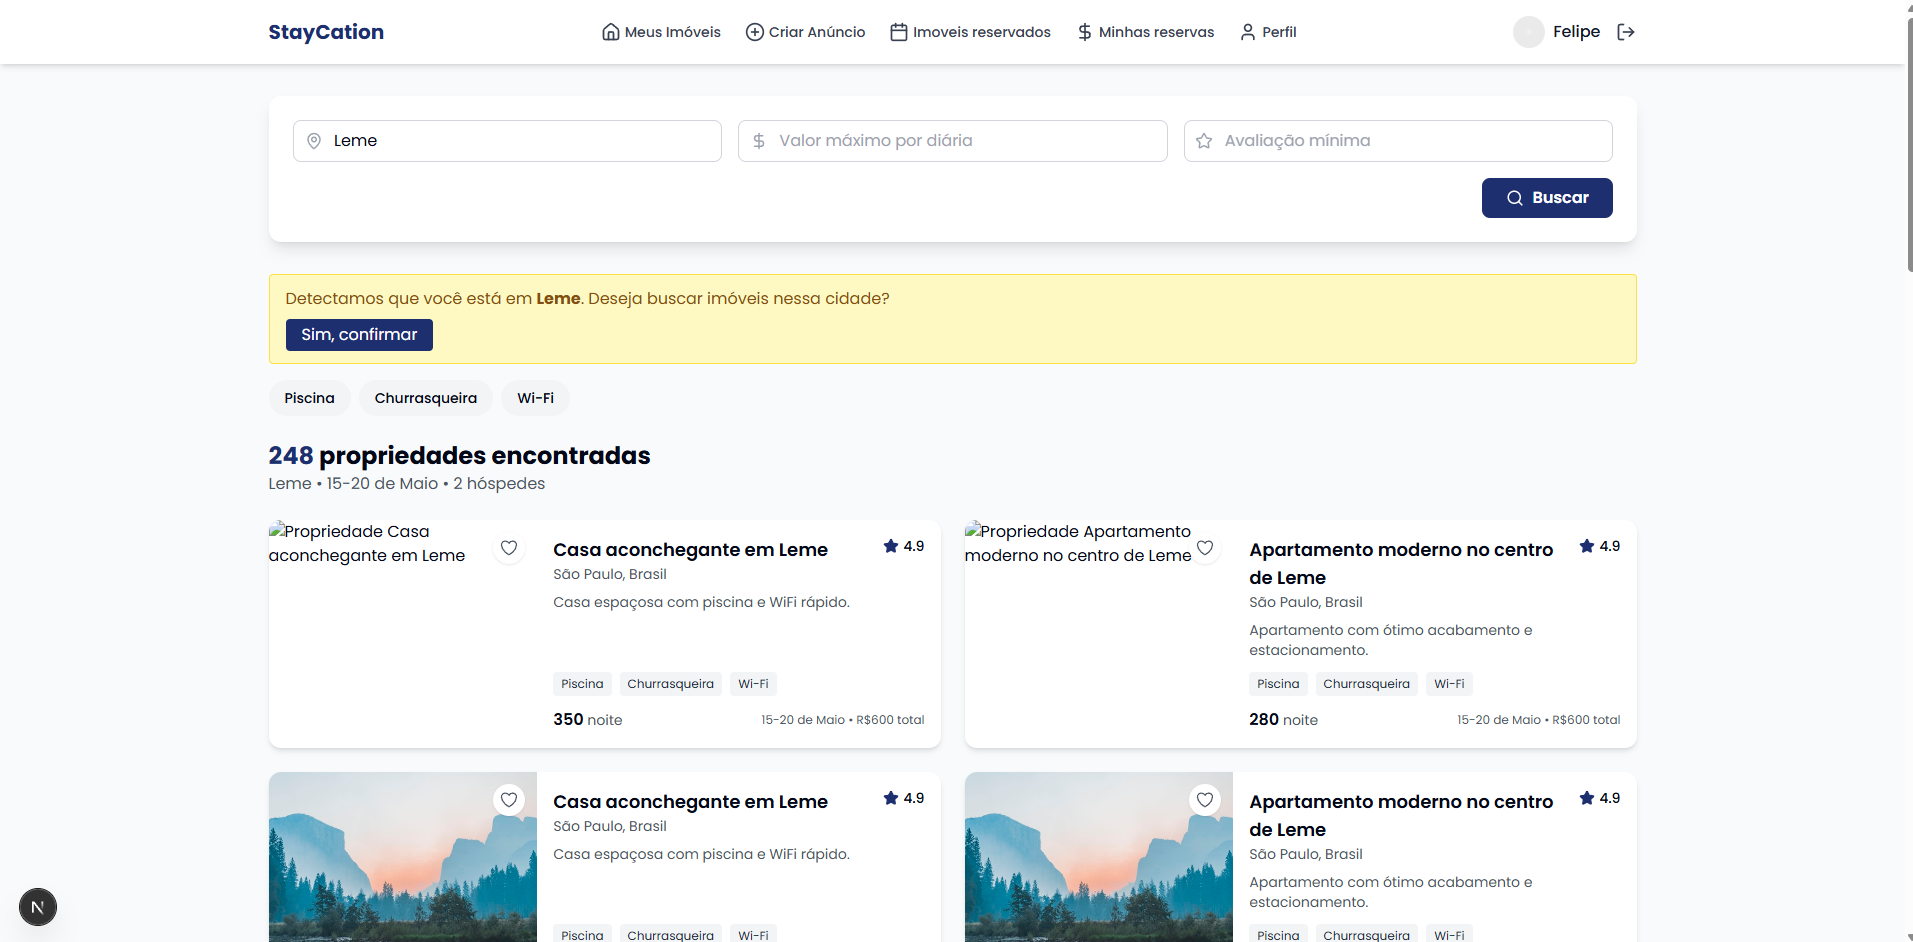 StayCation
Meus Imóveis
Criar Anúncio
Imoveis reservados
Minhas reservas
Perfil
Felipe
Leme
Valor máximo por diária
Avaliação mínima
Buscar
Detectamos que você está em Leme. Deseja buscar imóveis nessa cidade?
Sim, confirmar
Piscina
Churrasqueira
Wi-Fi
248 propriedades encontradas
Leme • 15-20 de Maio • 2 hóspedes
Propriedade Casa
aconchegante em Leme
Casa aconchegante em Leme
4.9
São Paulo, Brasil
Casa espaçosa com piscina e WiFi rápido.
Piscina
Churrasqueira
Wi-Fi
350 noite
15-20 de Maio • R$600 total
Propriedade Apartamento
moderno no centro de Leme
Apartamento moderno no centro
de Leme
4.9
São Paulo, Brasil
Apartamento com ótimo acabamento e
estacionamento.
Piscina
Churrasqueira
Wi-Fi
280 noite
15-20 de Maio • R$600 total
Casa aconchegante em Leme
4.9
São Paulo, Brasil
Casa espaçosa com piscina e WiFi rápido.
Piscina
Churrasqueira
Wi-Fi
Apartamento moderno no centro
de Leme
4.9
São Paulo, Brasil
Apartamento com ótimo acabamento e
estacionamento.
Piscina
Churrasqueira
Wi-Fi
N